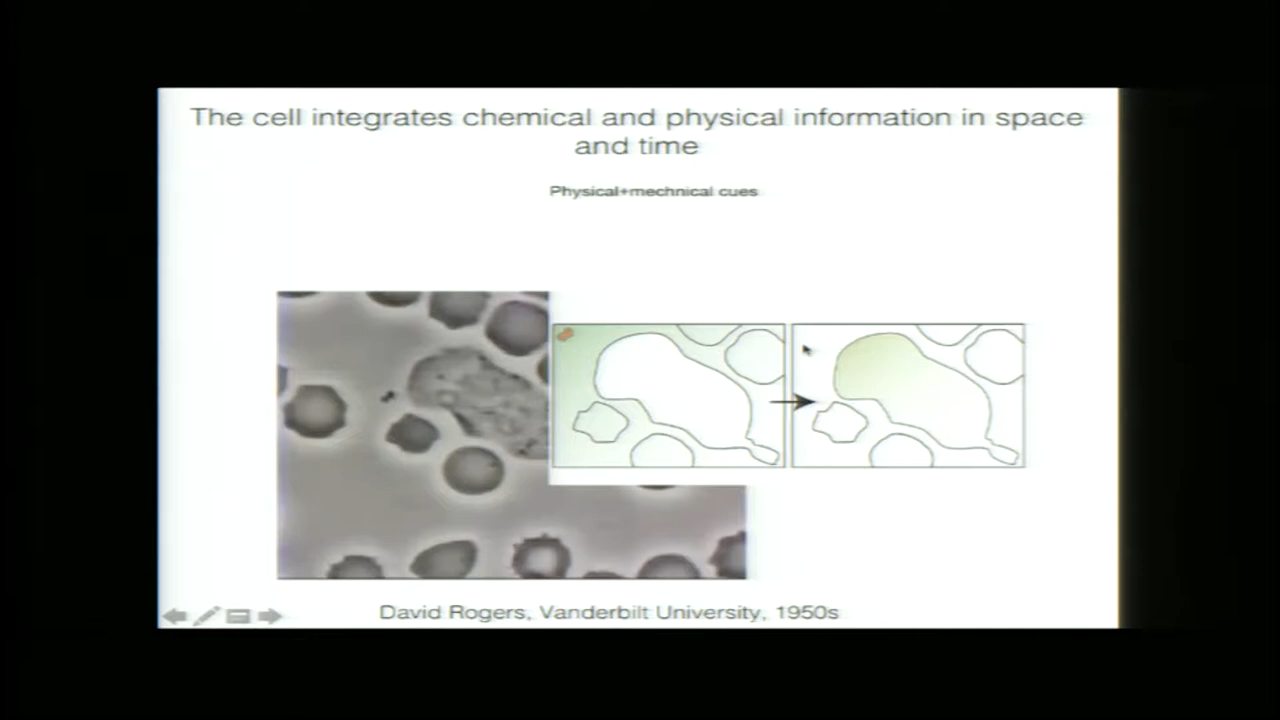 The cell integrates chemical and physical information in space
and time
Physical+mechnical cues
David Rogers, Vanderbilt University, 1950s